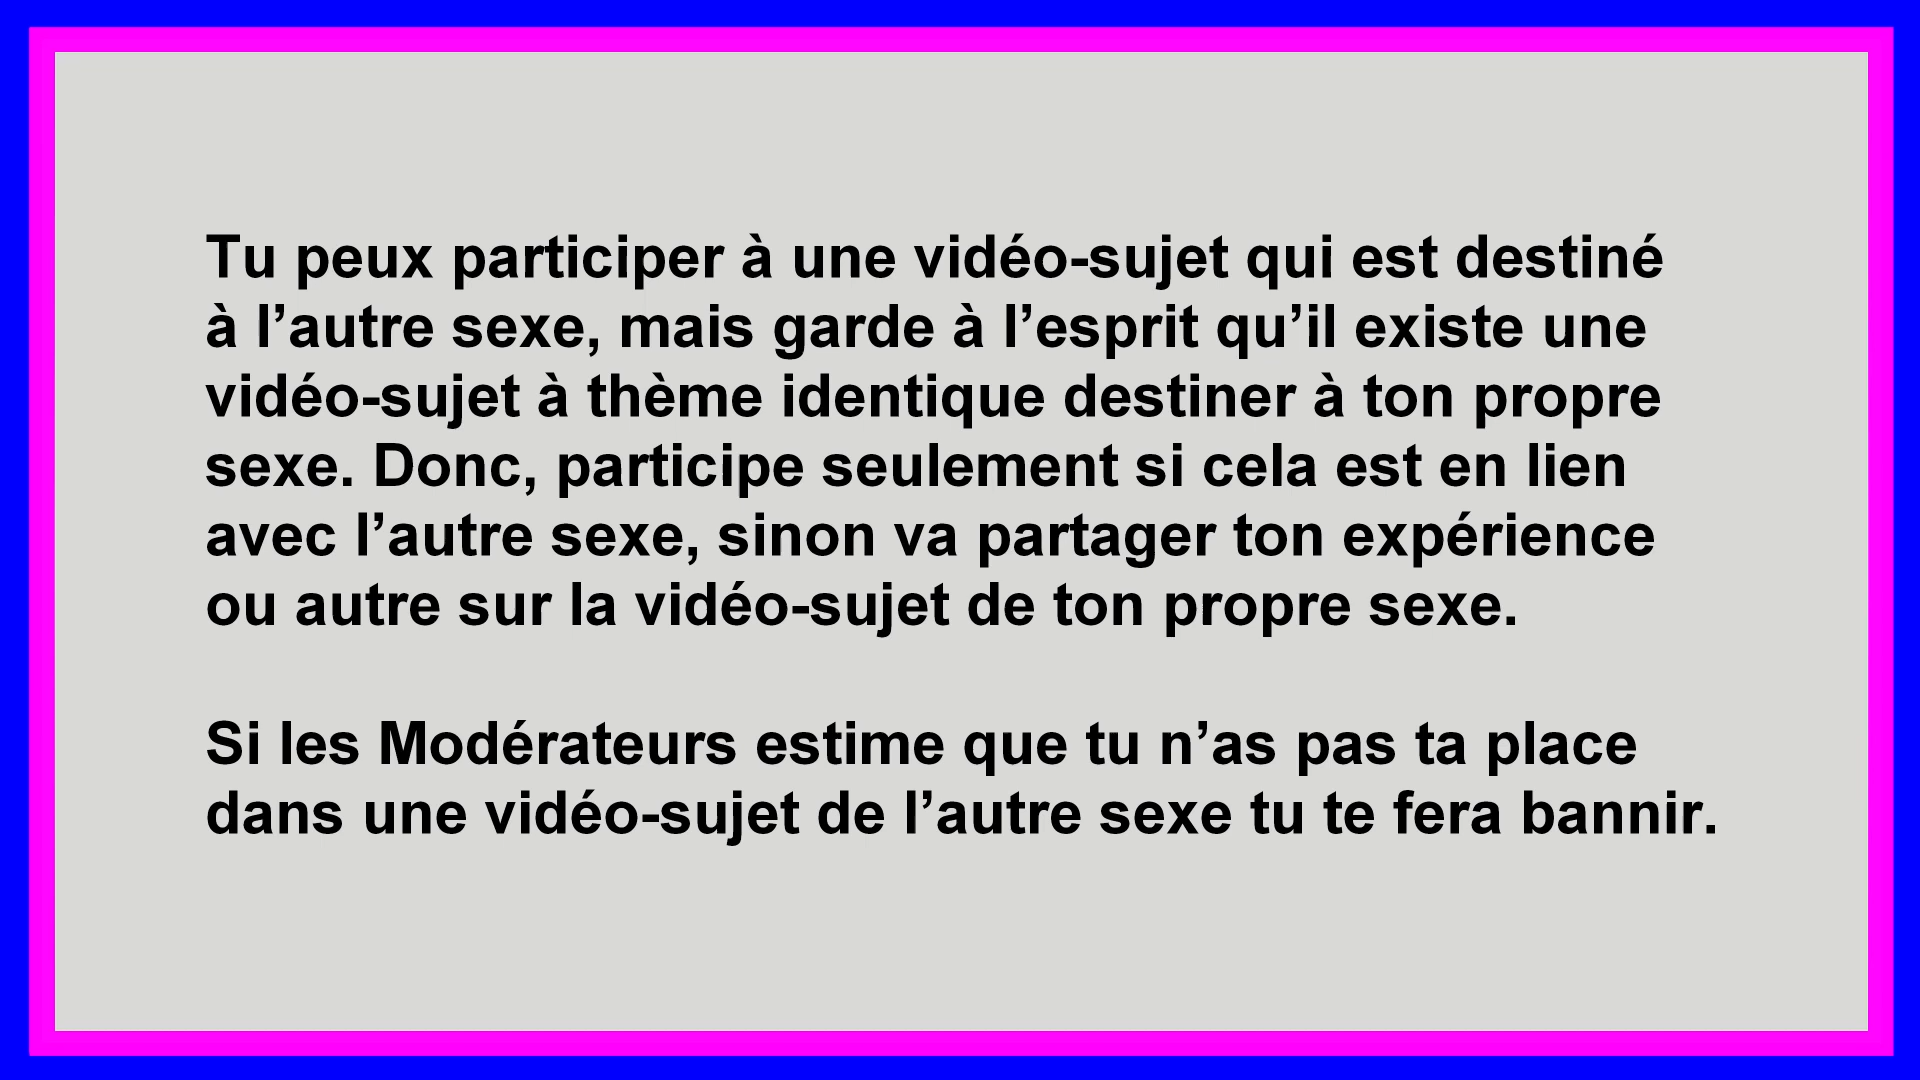 Tu peux participer à une vidéo-sujet qui est destiné
à l’autre sexe, mais garde à l’esprit qu’il existe une
vidéo-sujet à thème identique destiner à ton propre
sexe. Donc, participe seulement si cela est en lien
avec l’autre sexe, sinon va partager ton expérience
ou autre sur la vidéo-sujet de ton propre sexe.
Si les Modérateurs estime que tu n’as pas ta place
dans une vidéo-sujet de l’autre sexe tu te fera bannir.